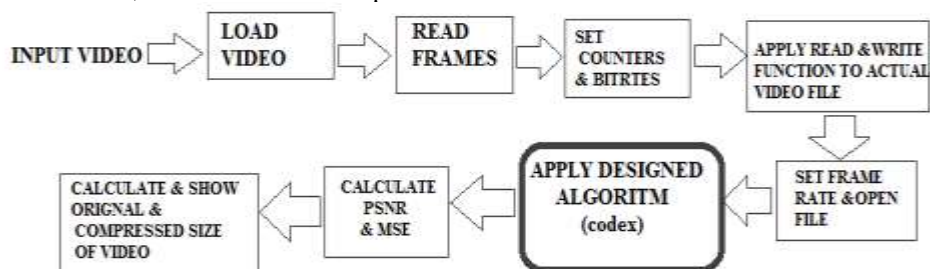 INPUT VIDEO
LOAD
VIDEO
READ
FRAMES
SET
COUNTERS
& BITRTES
APPLY READ &WRITE
FUNCTION TO ACTUAL
VIDEO FILE
SET FRAME
RATE &OPEN
FILE
APPLY DESIGNED
ALGORITM
(codex)
CALCULATE
PSNR
& MSE
CALCULATE & SHOW
ORIGNAL &
COMPRESSED SIZE
OF VIDEO